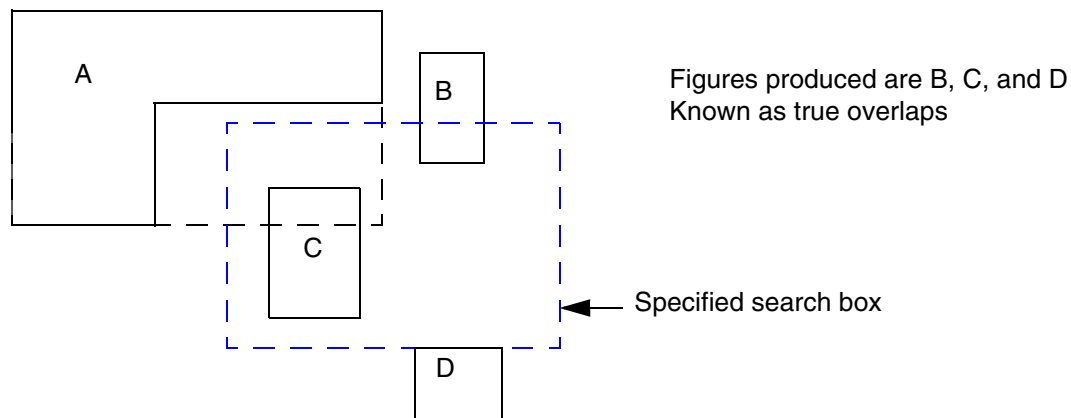 A
B
Figures produced are B, C, and D
Known as true overlaps
C
Specified search box
D